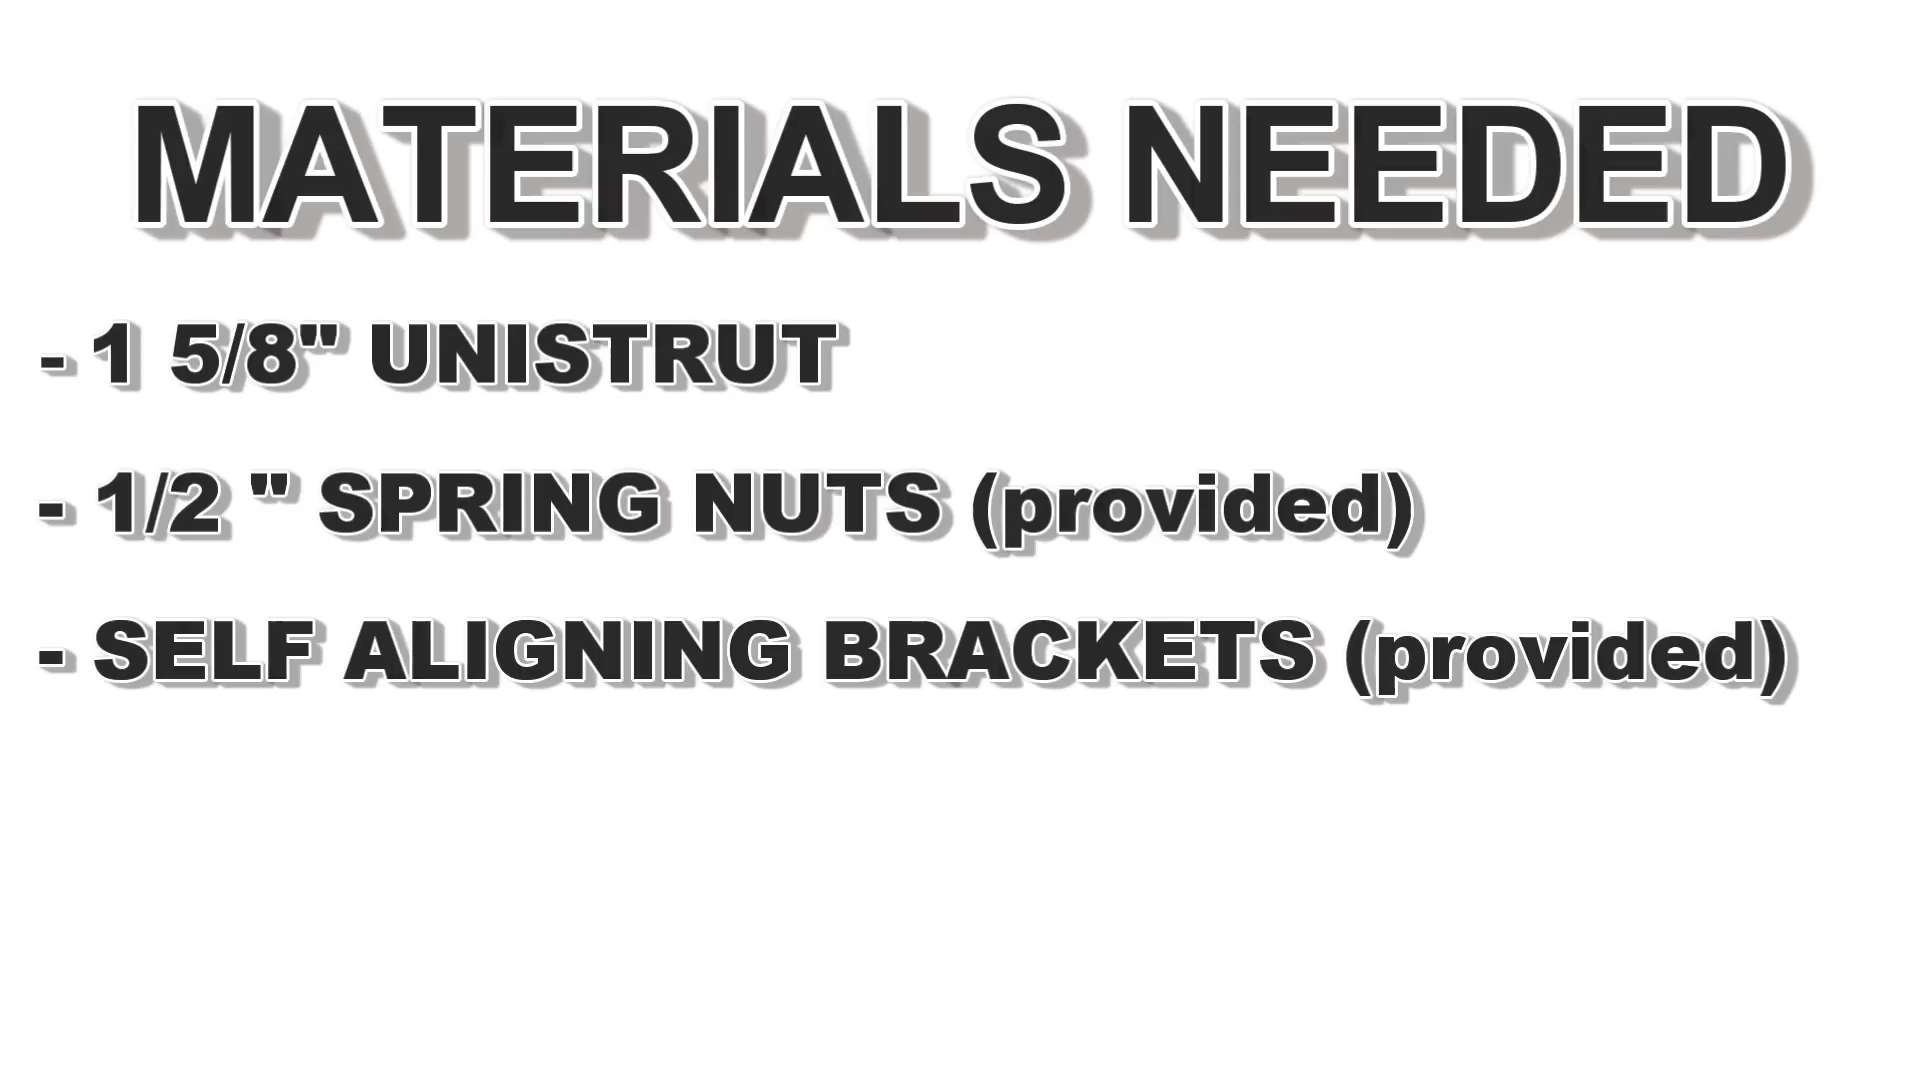 MATERIALS NEEDED
- 1 5/8" UNISTRUT
- 1/2 " SPRING NUTS (provided)
- SELF ALIGNING BRACKETS (provided)